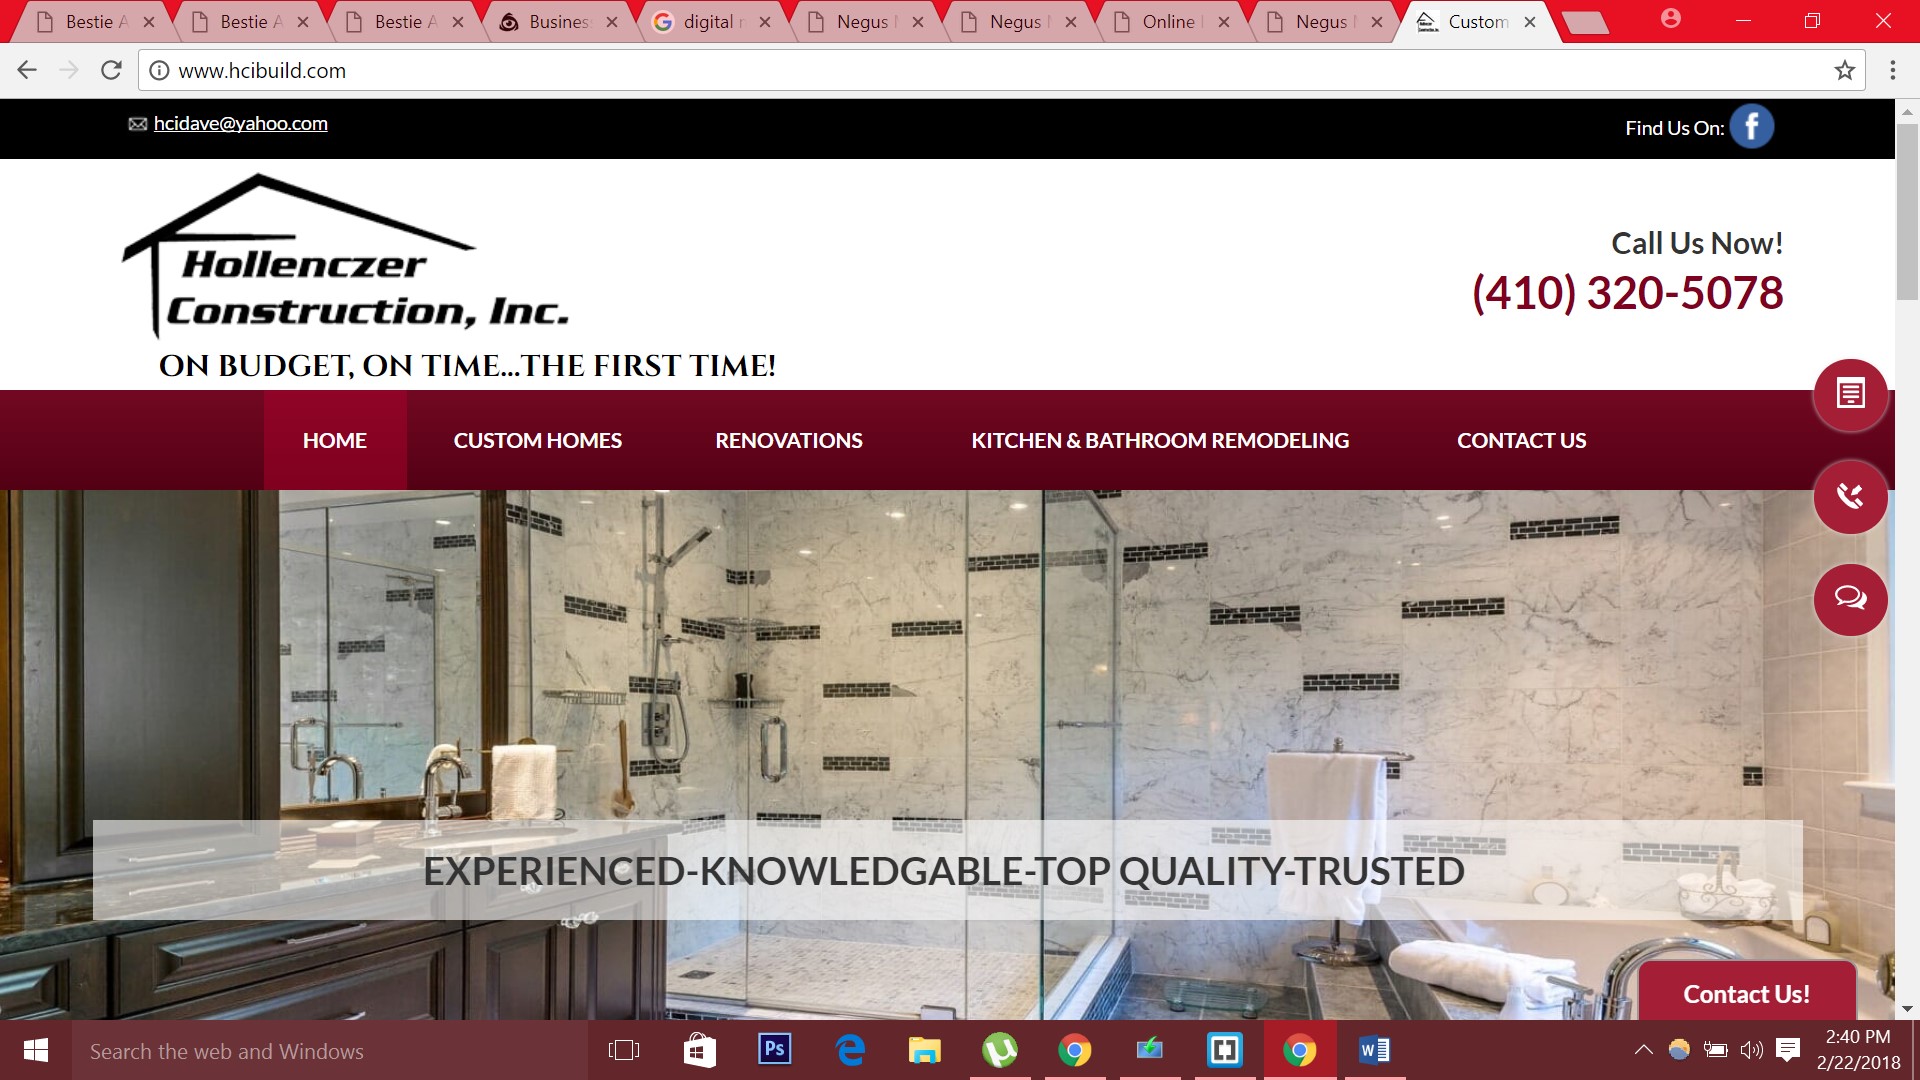 Bestie A
Bestie A
Bestie A
Business
digital
Negus
Negus
Online
Negus
Custom
www.hcibuild.com
hcidave@yahoo.com
Find Us On:
Hollenczer
Construction, Inc.
ON BUDGET, ON TIME...THE FIRST TIME!
Call Us Now!
(410) 320-5078
HOME
CUSTOM HOMES
RENOVATIONS
KITCHEN & BATHROOM REMODELING
CONTACT US
EXPERIENCED-KNOWLEDGABLE-TOP QUALITY-TRUSTED
Contact Us!
Search the web and Windows
Ps
2:40 PM
2/22/2018